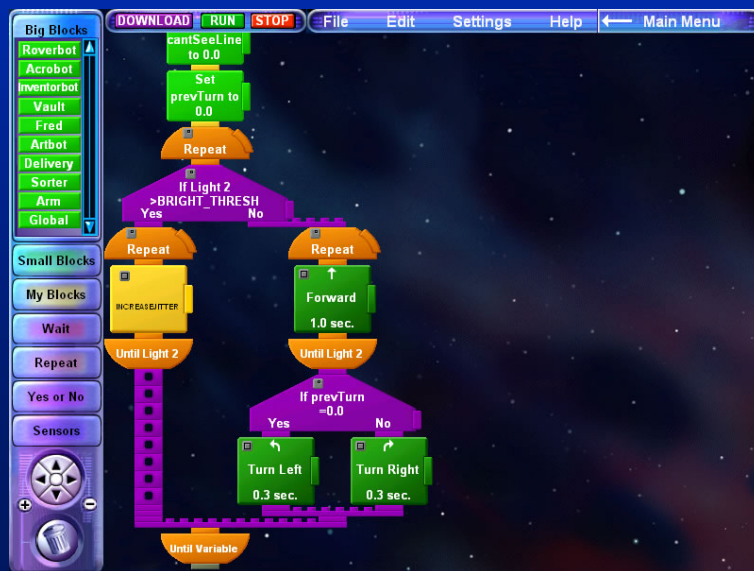 DOWNLOAD RUN STOP File Edit Settings Help Main Menu
Big Blocks
Roverbot
Acrobot
Inventorbot
Vault
Fred
Artbot
Delivery
Sorter
Arm
Global
Small Blocks
My Blocks
Wait
Repeat
Yes or No
Sensors
cantSeeLine
to 0.0
Set
prevTurn to
0.0
Repeat
If Light 2
>BRIGHT_THRESH
Yes No
Repeat
INCREASEJITTER
Until Light 2
Repeat
Forward
1.0 sec.
Until Light 2
If prevTurn
=0.0
Yes No
Turn Left
0.3 sec.
Turn Right
0.3 sec.
Until Variable